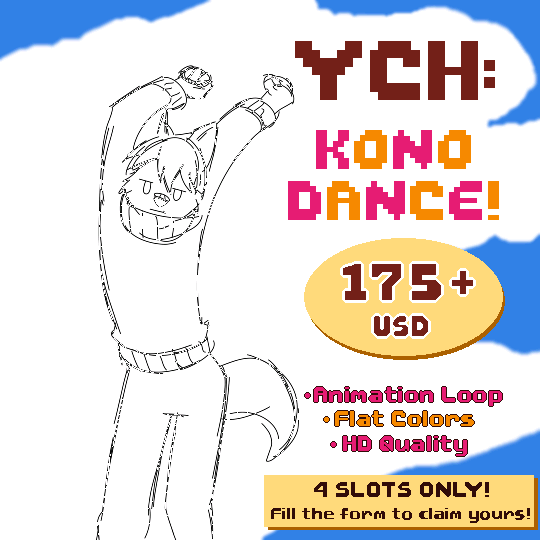 YCH:
KONO
DANCE!
175+
USD
•Animation Loop
•Flat Colors
•HD Quality
4 SLOTS ONLY!
Fill the form to claim yours!